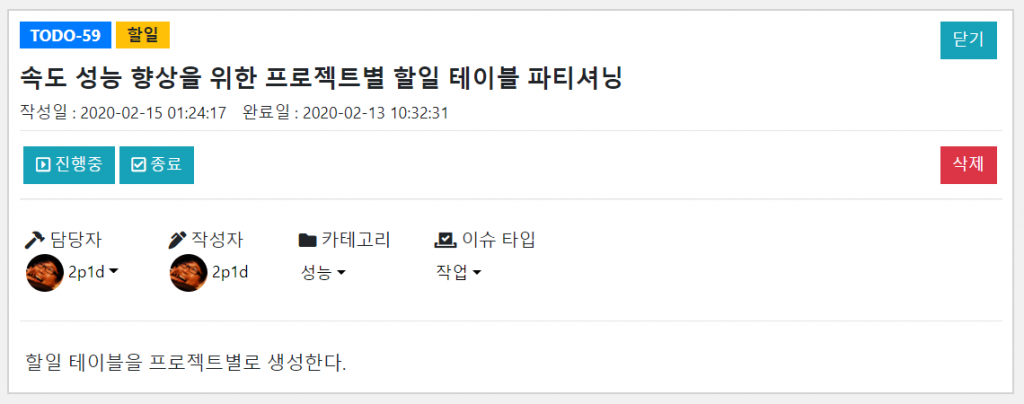 TODO-59 할일 닫기
속도 성능 향상을 위한 프로젝트별 할일 테이블 파티셔닝
작성일 : 2020-02-15 01:24:17 완료일 : 2020-02-13 10:32:31
진행중 종료 삭제
담당자 작성자 카테고리 이슈 타입
2p1d 2p1d 성능 작업
할일 테이블을 프로젝트별로 생성한다.